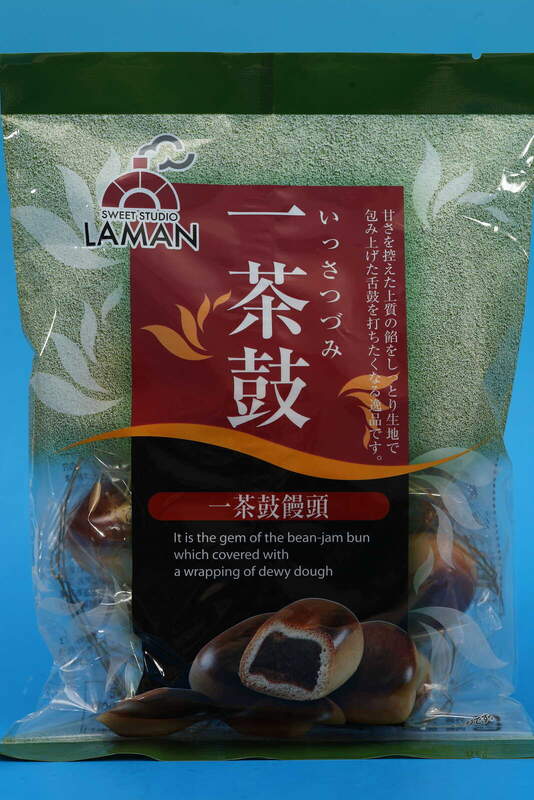 SWEET STUDIO
LAMAN
一茶鼓
いっさつづみ
甘さを控えた上質の餡をしっとり生地で
包み上げた舌鼓を打ちたくなる逸品です。
一茶鼓饅頭
It is the gem of the bean-jam bun
which covered with
a wrapping of dewy dough